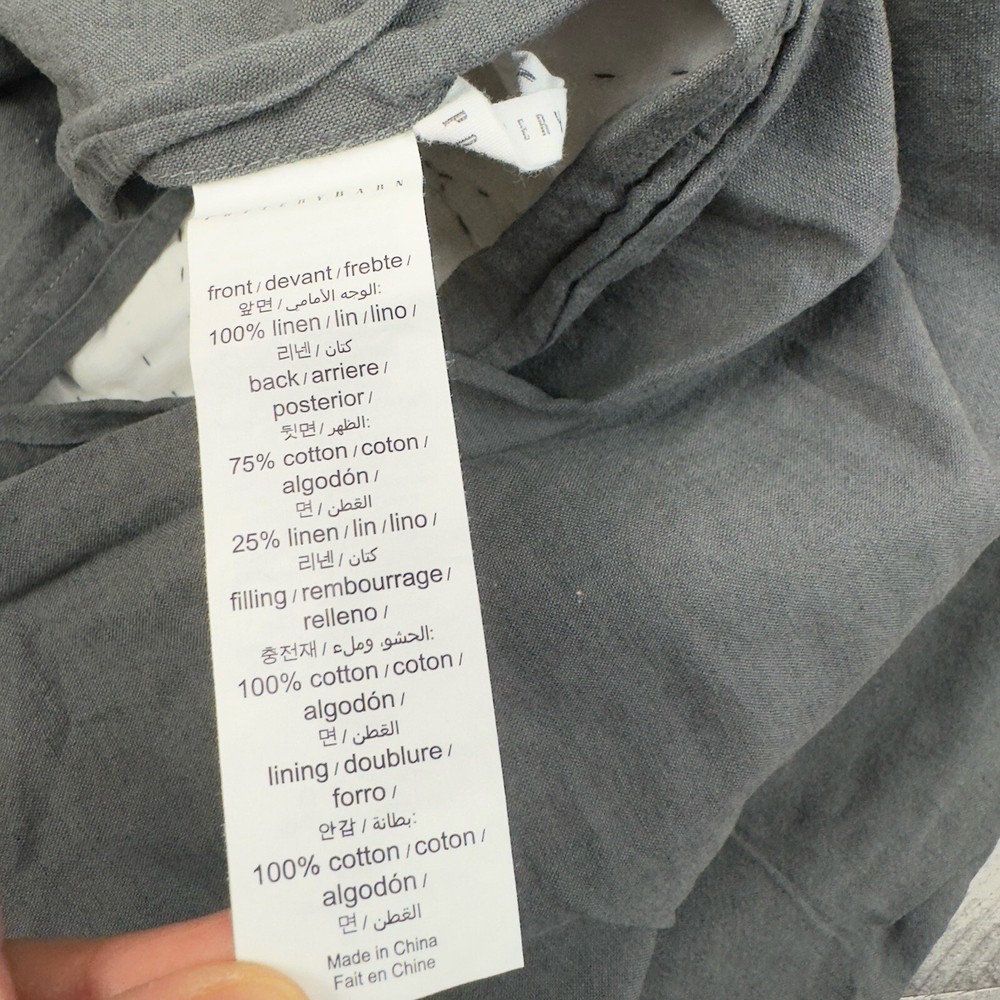 POTTERY BARN
front / devant / frebte /
앞면 / الوجه الأمامي:
100% linen / lin / lino /
리넨 / كتان
back / arriere /
posterior /
뒷면 / الظهر:
75% cotton / coton /
algodón /
면 / القطن
25% linen / lin / lino /
리넨 / كتان
filling / rembourrage /
relleno /
충전재 / الحشو وملء:
100% cotton / coton /
algodón /
면 / القطن
lining / doublure /
forro /
안감 / بطانة:
100% cotton / coton /
algodón /
면 / القطن
Made in China
Fait en Chine